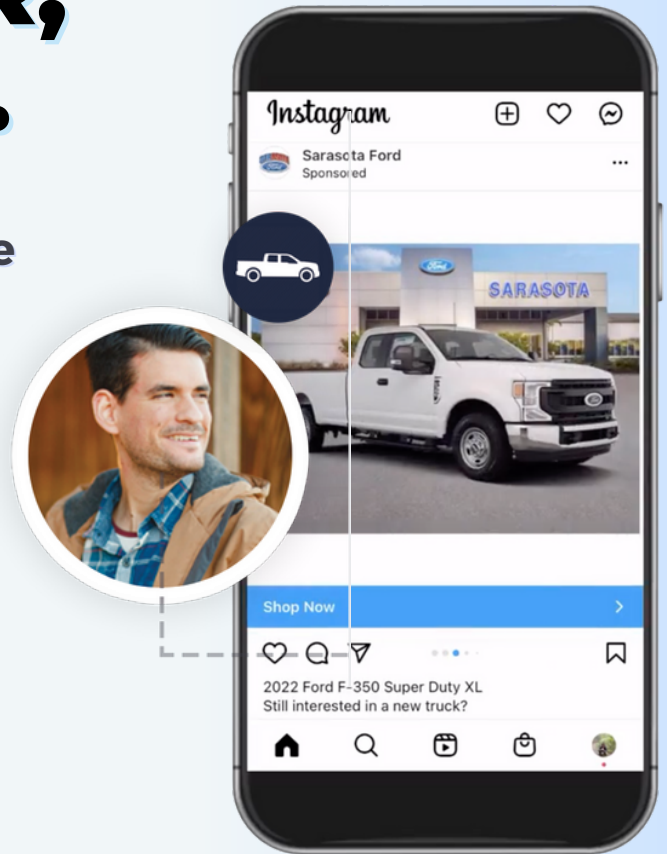 e
Instagram
Sarasota Ford
Sponsored
Ford
SARASOTA
Shop Now
2022 Ford F-350 Super Duty XL
Still interested in a new truck?